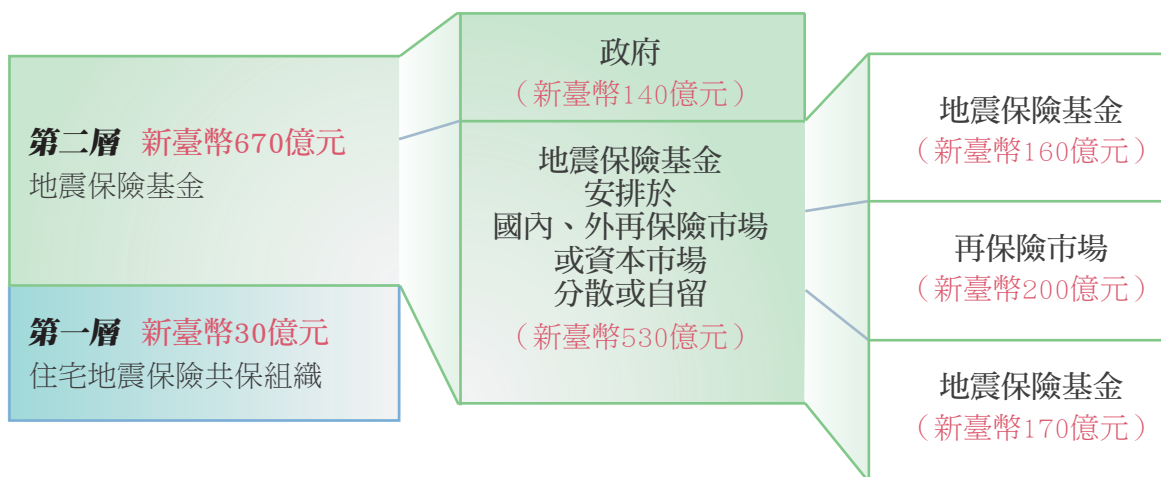 第二層 新臺幣670億元
地震保險基金
第一層 新臺幣30億元
住宅地震保險共保組織
政府
（新臺幣140億元）
地震保險基金
安排於
國內、外再保險市場
或資本市場
分散或自留
（新臺幣530億元）
地震保險基金
（新臺幣160億元）
再保險市場
（新臺幣200億元）
地震保險基金
（新臺幣170億元）